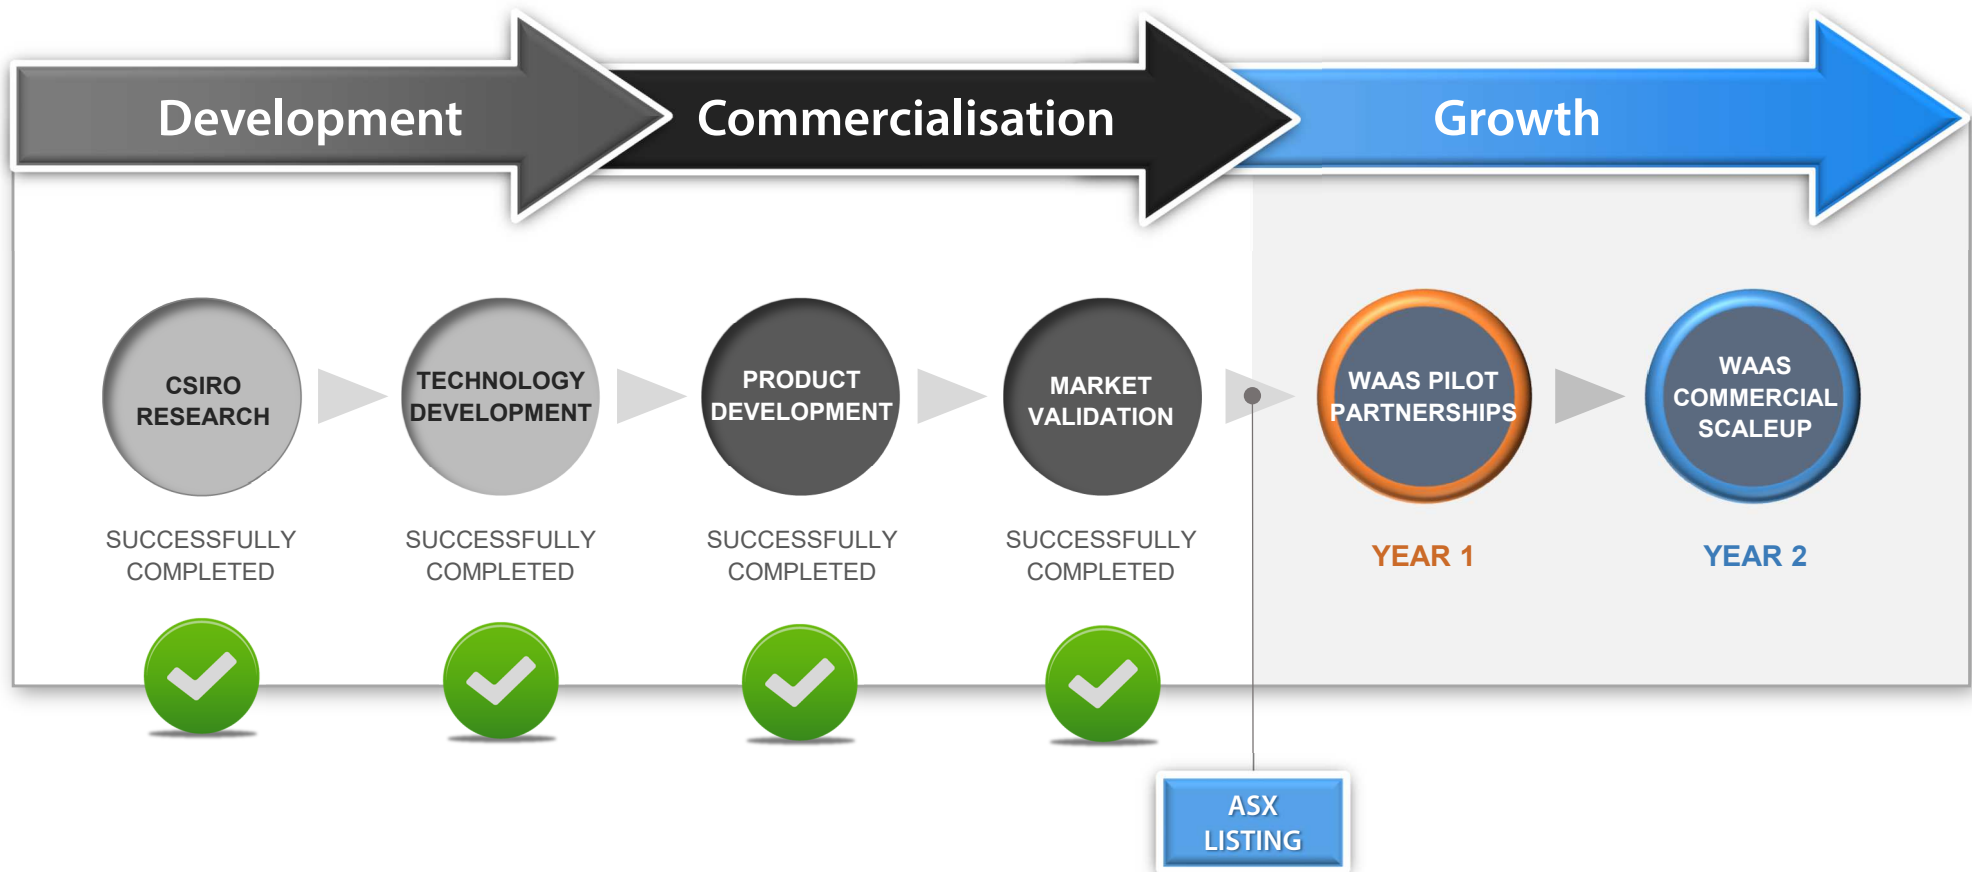 Development
Commercialisation
Growth
CSIRO
RESEARCH
TECHNOLOGY
DEVELOPMENT
PRODUCT
DEVELOPMENT
MARKET
VALIDATION
WAAS PILOT
PARTNERSHIPS
WAAS
COMMERCIAL
SCALEUP
SUCCESSFULLY
COMPLETED
SUCCESSFULLY
COMPLETED
SUCCESSFULLY
COMPLETED
SUCCESSFULLY
COMPLETED
YEAR 1
YEAR 2
ASX
LISTING